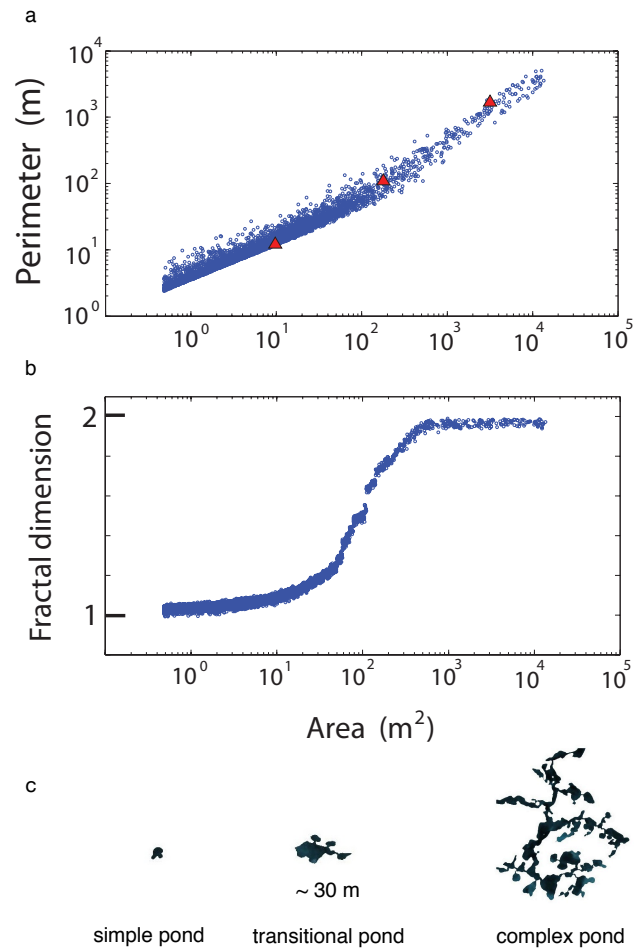 a
Perimeter (m)
10^4
10^3
10^2
10^1
10^0
10^0 10^1 10^2 10^3 10^4 10^5
b
Fractal dimension
2
1
10^0 10^1 10^2 10^3 10^4 10^5
Area (m^2)
c
~ 30 m
simple pond transitional pond complex pond